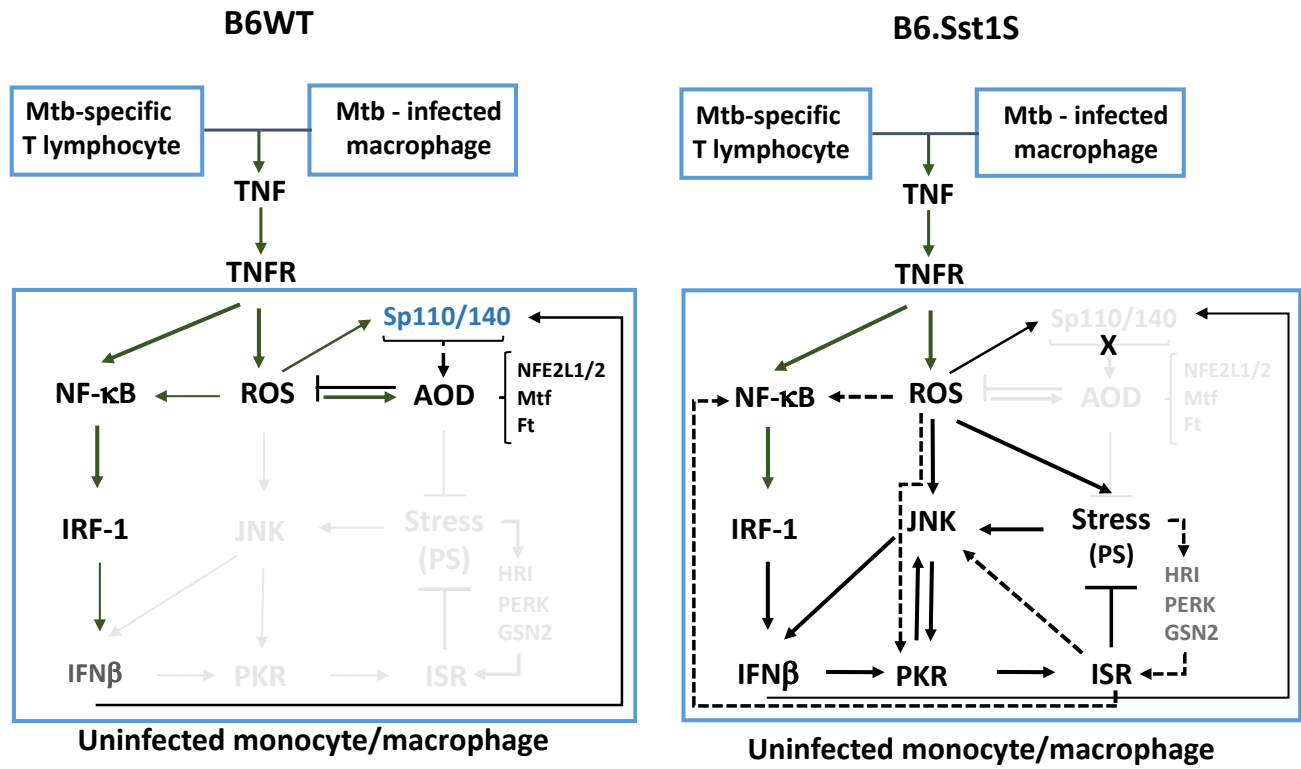 B6WT
Mtb-specific
T lymphocyte
Mtb - infected
macrophage
TNF
TNFR
Sp110/140
NF-κB
ROS
AOD
NFE2L1/2
Mtf
Ft
IRF-1
JNK
Stress
(PS)
HRI
PERK
GSN2
IFNβ
PKR
ISR
Uninfected monocyte/macrophage
B6.Sst1S
Mtb-specific
T lymphocyte
Mtb - infected
macrophage
TNF
TNFR
Sp110/140
X
NF-κB
ROS
AOD
NFE2L1/2
Mtf
Ft
IRF-1
JNK
Stress
(PS)
HRI
PERK
GSN2
IFNβ
PKR
ISR
Uninfected monocyte/macrophage